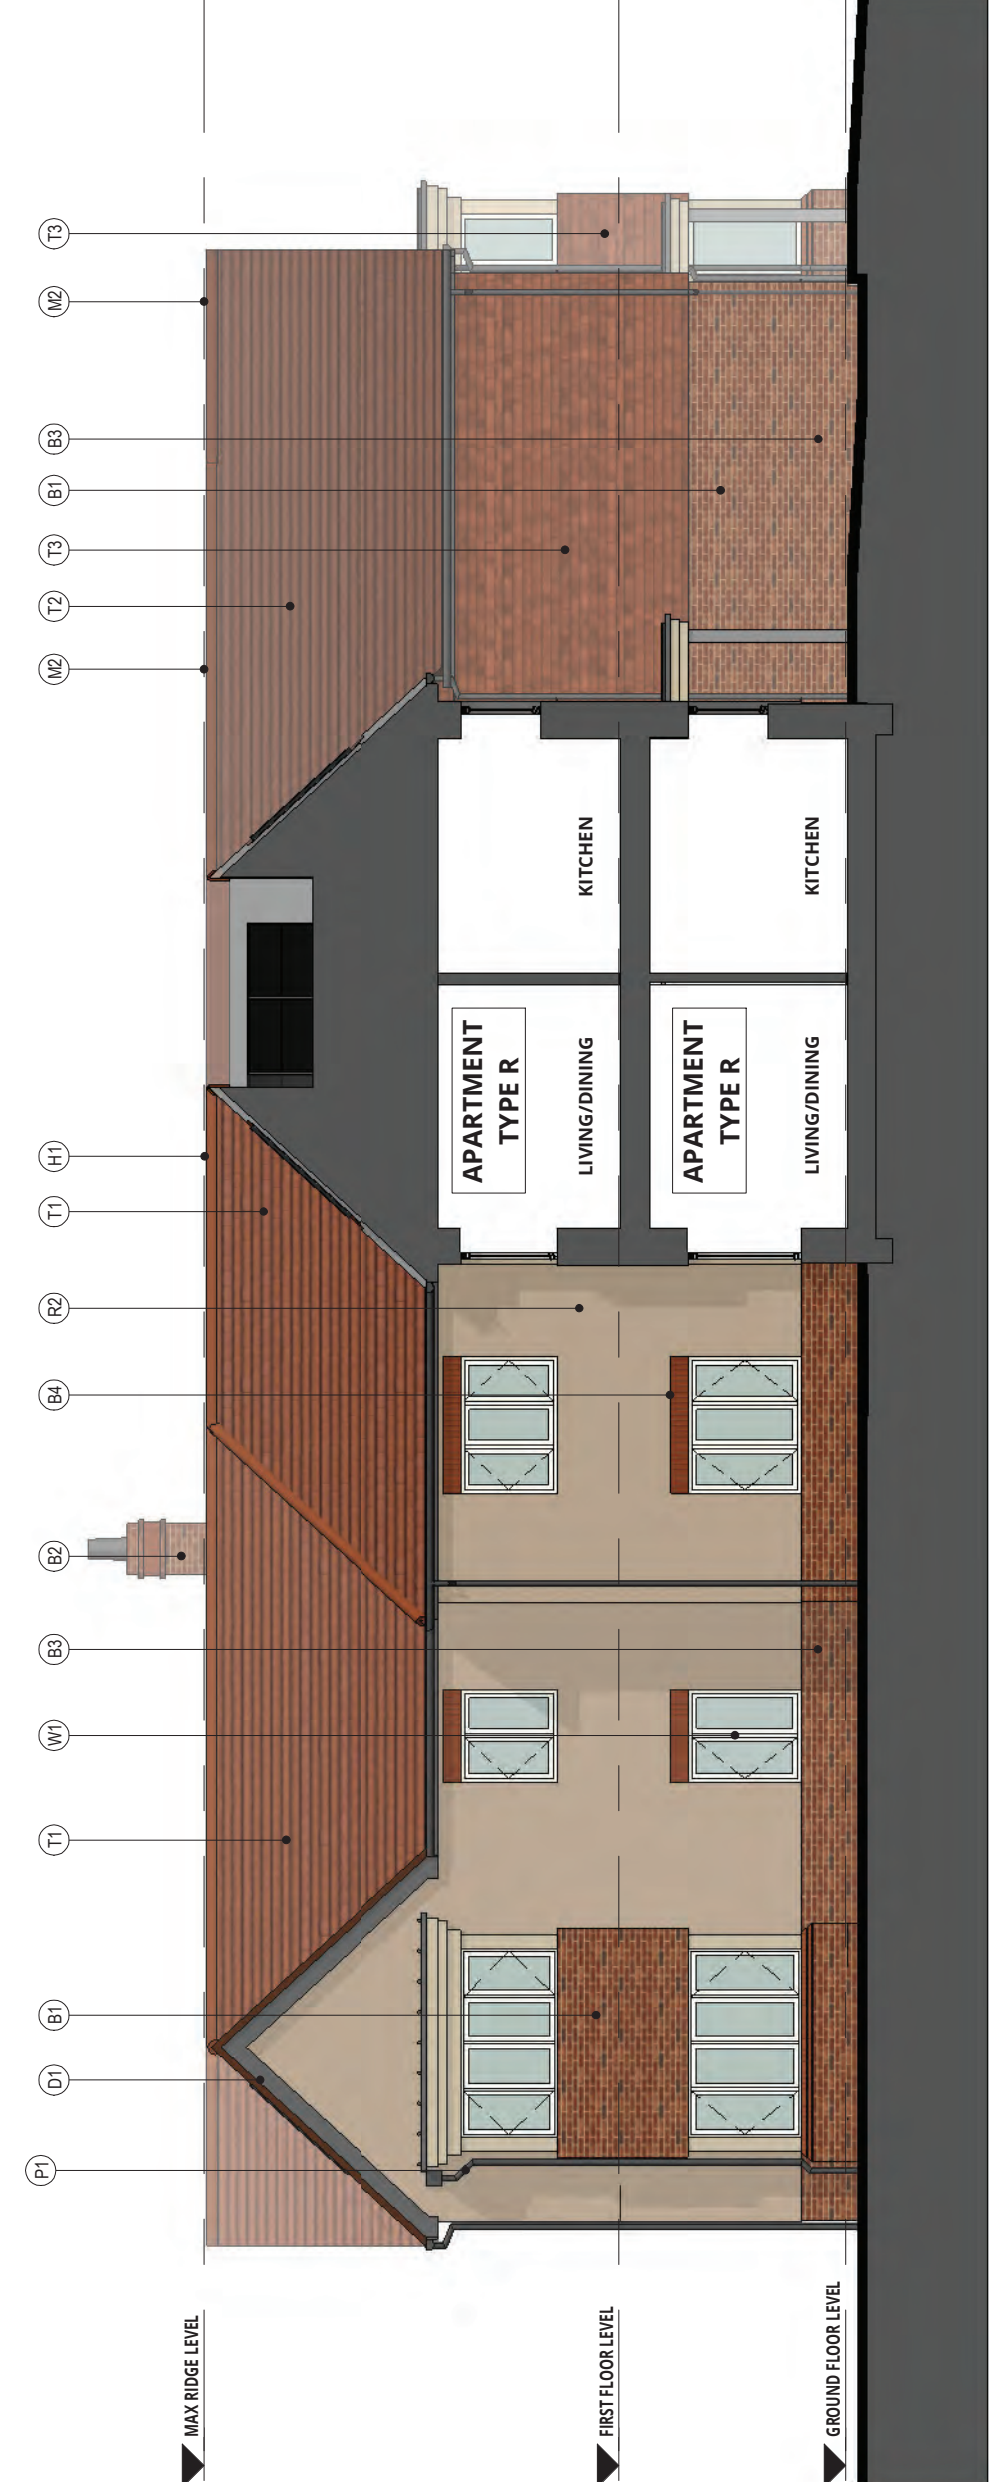 P1
D1
B1
T1
W1
B3
B2
B4
R2
T1
H1
M2
T2
T3
B1
B3
M2
T3
MAX RIDGE LEVEL
APARTMENT
TYPE R
LIVING/DINING
KITCHEN
FIRST FLOOR LEVEL
APARTMENT
TYPE R
LIVING/DINING
KITCHEN
GROUND FLOOR LEVEL